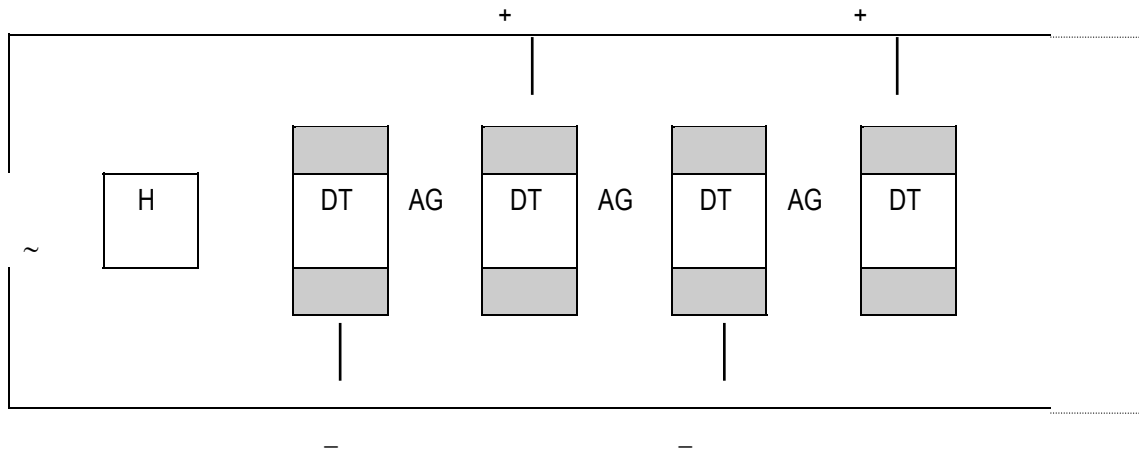 + +
H DT AG DT AG DT AG DT
~
– –